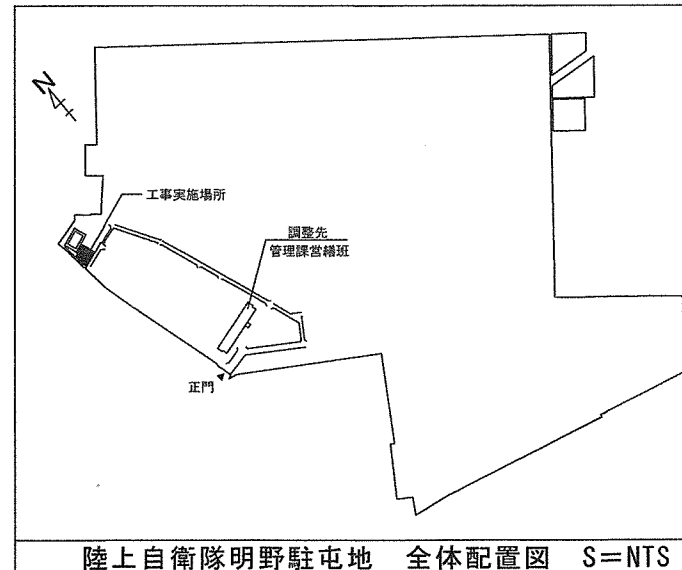 N
工事実施場所
調整先
管理課営繕班
正門
陸上自衛隊明野駐屯地 全体配置図 S=NTS